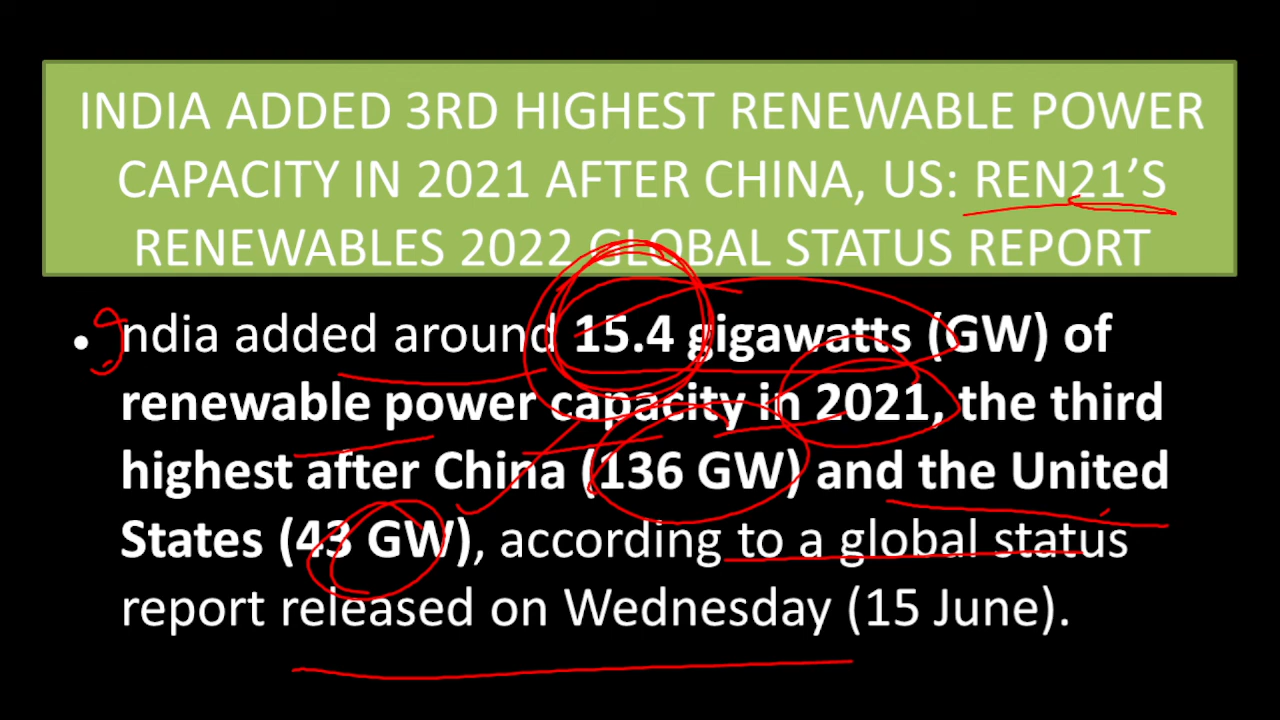 INDIA ADDED 3RD HIGHEST RENEWABLE POWER
CAPACITY IN 2021 AFTER CHINA, US: REN21’S
RENEWABLES 2022 GLOBAL STATUS REPORT
• India added around 15.4 gigawatts (GW) of
renewable power capacity in 2021, the third
highest after China (136 GW) and the United
States (43 GW), according to a global status
report released on Wednesday (15 June).